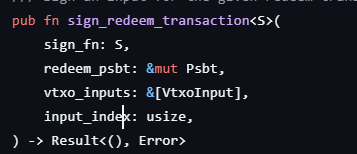 pub fn sign_redeem_transaction<S>(
    sign_fn: S,
    redeem_psbt: &mut Psbt,
    vtxo_inputs: &[VtxoInput],
    input_index: usize,
) -> Result<(), Error>